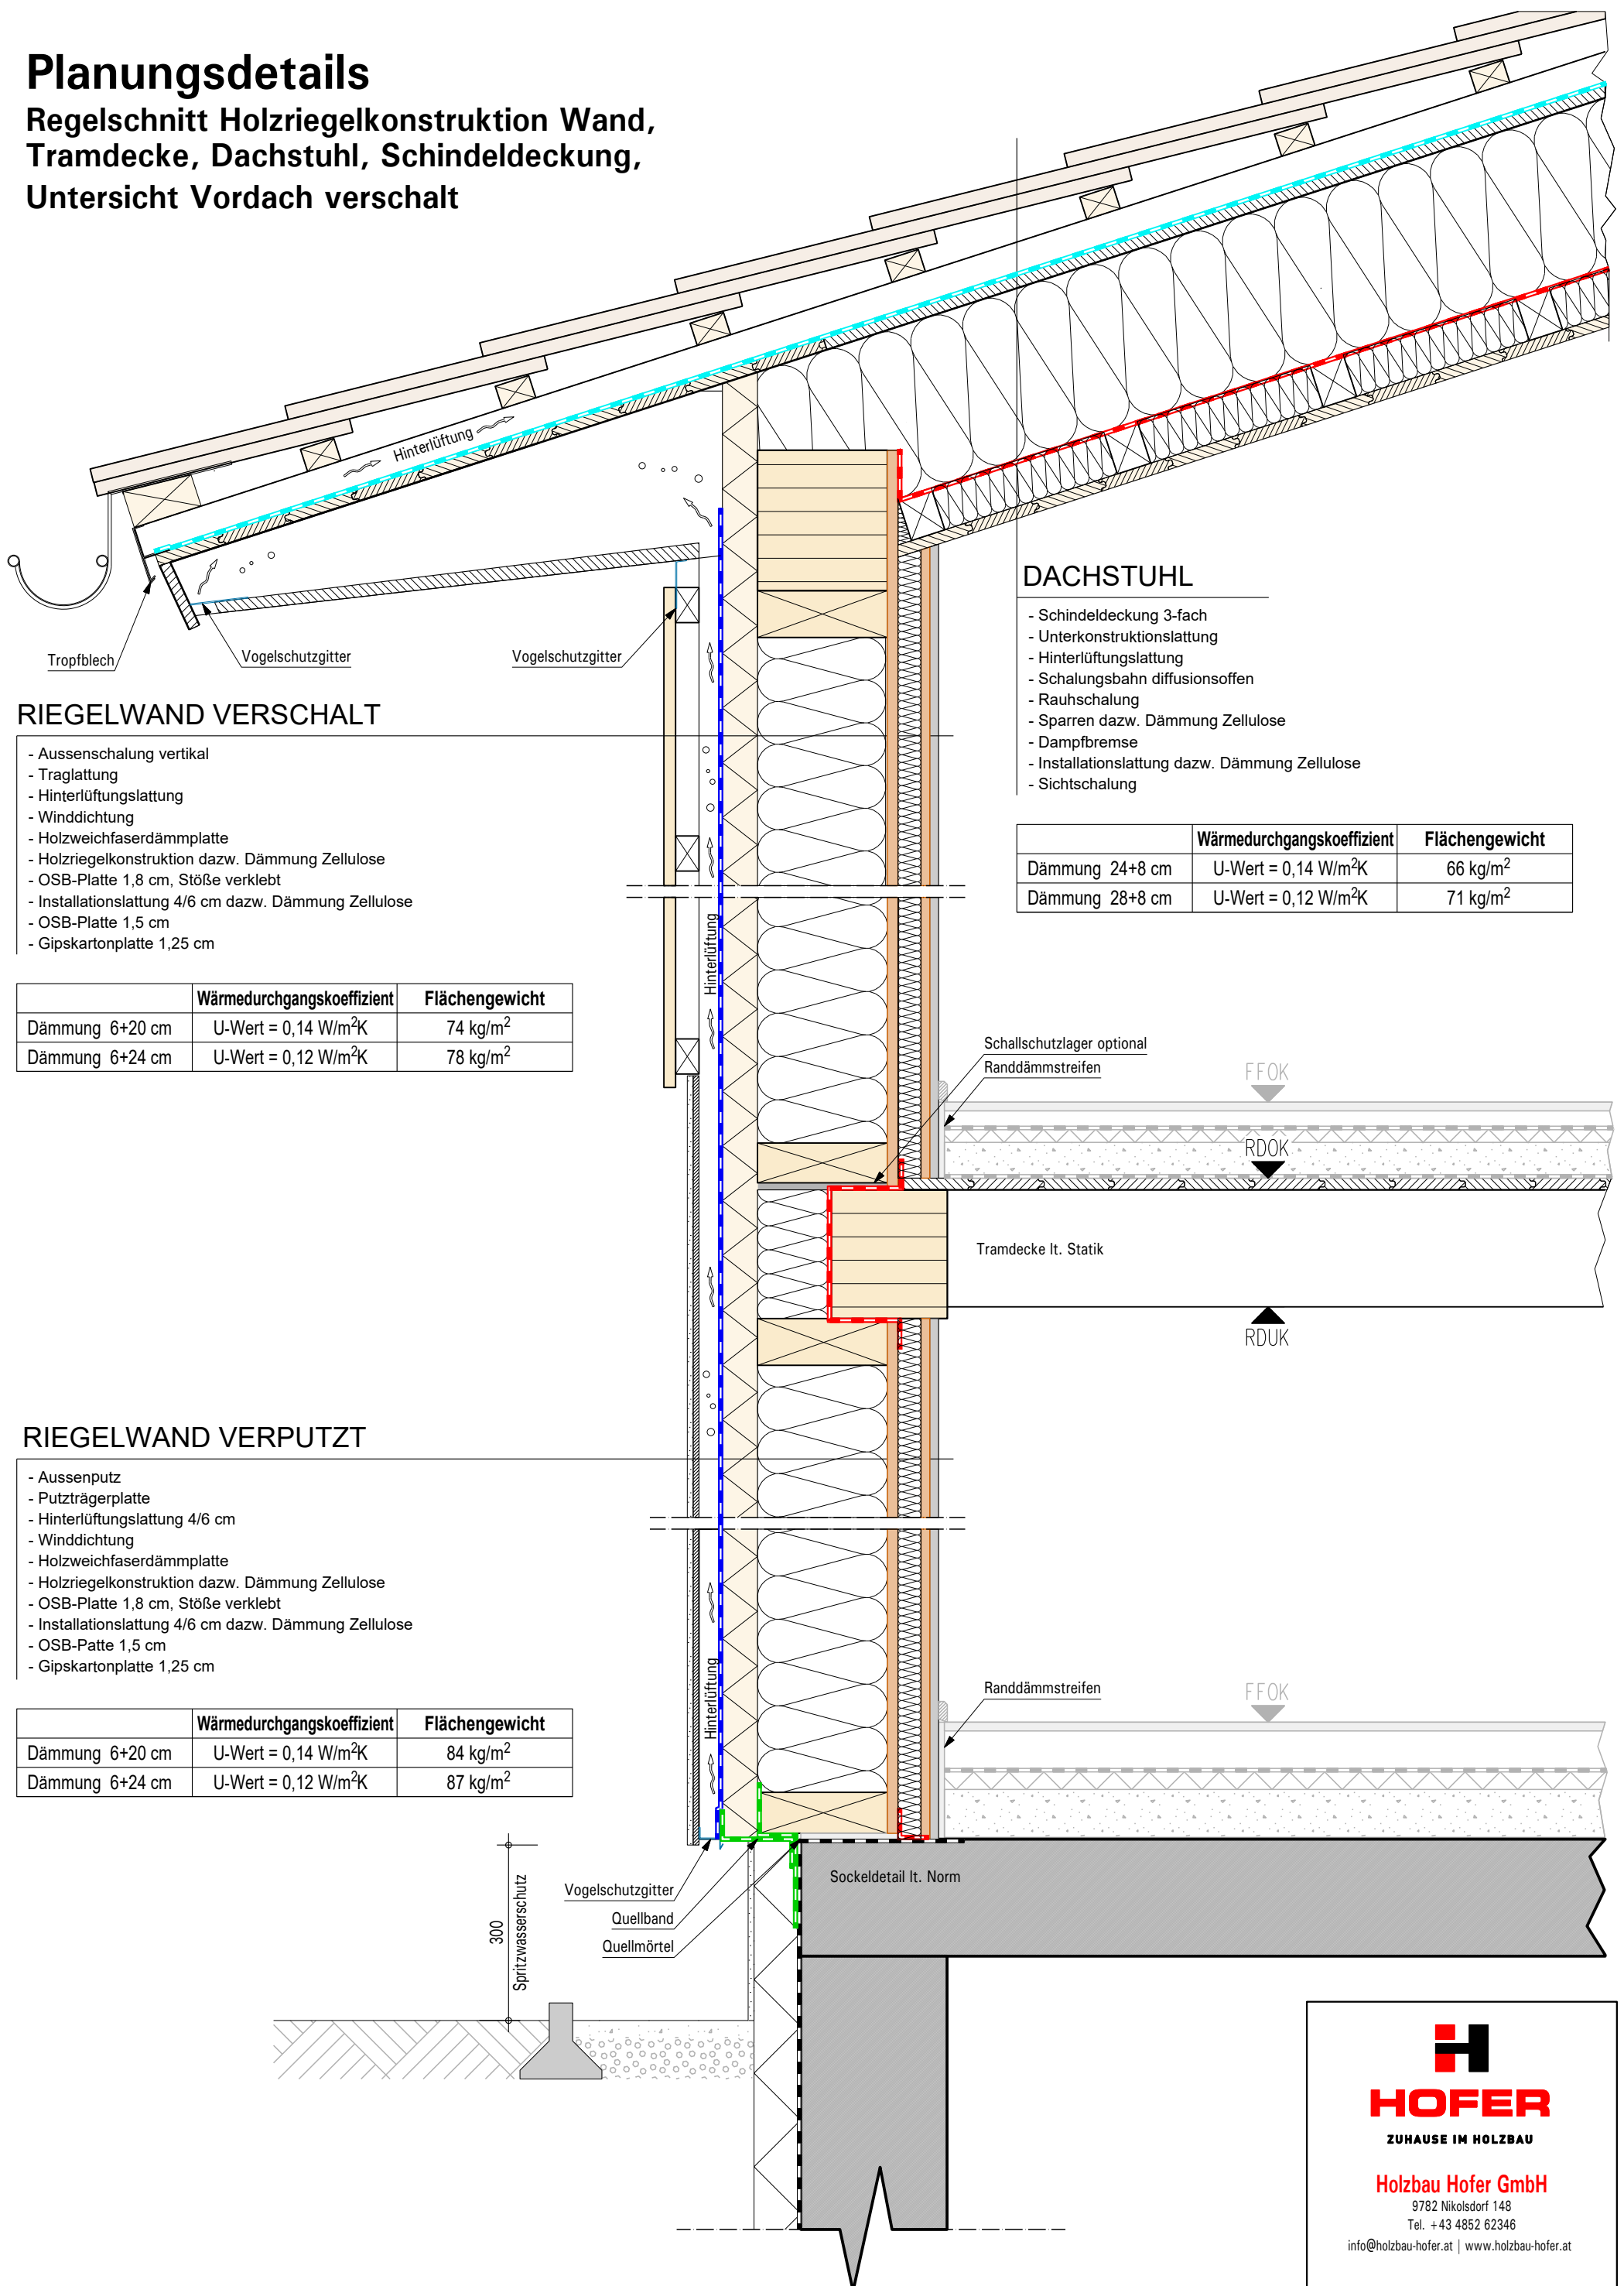 Planungsdetails
Regelschnitt Holzriegelkonstruktion Wand,
Tramdecke, Dachstuhl, Schindeldeckung,
Untersicht Vordach verschalt
Hinterlüftung
Tropfblech
Vogelschutzgitter
Vogelschutzgitter
DACHSTUHL
- Schindeldeckung 3-fach
- Unterkonstruktionslattung
- Hinterlüftungslattung
- Schalungsbahn diffusionsoffen
- Rauhschalung
- Sparren dazw. Dämmung Zellulose
- Dampfbremse
- Installationslattung dazw. Dämmung Zellulose
- Sichtschalung
Wärmedurchgangskoeffizient Flächengewicht
Dämmung 24+8 cm U-Wert = 0,14 W/m²K 66 kg/m²
Dämmung 28+8 cm U-Wert = 0,12 W/m²K 71 kg/m²
RIEGELWAND VERSCHALT
- Aussenschalung vertikal
- Traglattung
- Hinterlüftungslattung
- Winddichtung
- Holzweichfaserdämmplatte
- Holzriegelkonstruktion dazw. Dämmung Zellulose
- OSB-Platte 1,8 cm, Stöße verklebt
- Installationslattung 4/6 cm dazw. Dämmung Zellulose
- OSB-Platte 1,5 cm
- Gipskartonplatte 1,25 cm
Wärmedurchgangskoeffizient Flächengewicht
Dämmung 6+20 cm U-Wert = 0,14 W/m²K 74 kg/m²
Dämmung 6+24 cm U-Wert = 0,12 W/m²K 78 kg/m²
Hinterlüftung
Schallschutzlager optional
Randdämmstreifen
FFOK
RDOK
Tramdecke lt. Statik
RDUK
RIEGELWAND VERPUTZT
- Aussenputz
- Putzträgerplatte
- Hinterlüftungslattung 4/6 cm
- Winddichtung
- Holzweichfaserdämmplatte
- Holzriegelkonstruktion dazw. Dämmung Zellulose
- OSB-Platte 1,8 cm, Stöße verklebt
- Installationslattung 4/6 cm dazw. Dämmung Zellulose
- OSB-Patte 1,5 cm
- Gipskartonplatte 1,25 cm
Wärmedurchgangskoeffizient Flächengewicht
Dämmung 6+20 cm U-Wert = 0,14 W/m²K 84 kg/m²
Dämmung 6+24 cm U-Wert = 0,12 W/m²K 87 kg/m²
Hinterlüftung
Randdämmstreifen
FFOK
Sockeldetail lt. Norm
Vogelschutzgitter
Quellband
Quellmörtel
300
Spritzwasserschutz
HOFER
ZUHAUSE IM HOLZBAU
Holzbau Hofer GmbH
9782 Nikolsdorf 148
Tel. +43 4852 62346
info@holzbau-hofer.at | www.holzbau-hofer.at